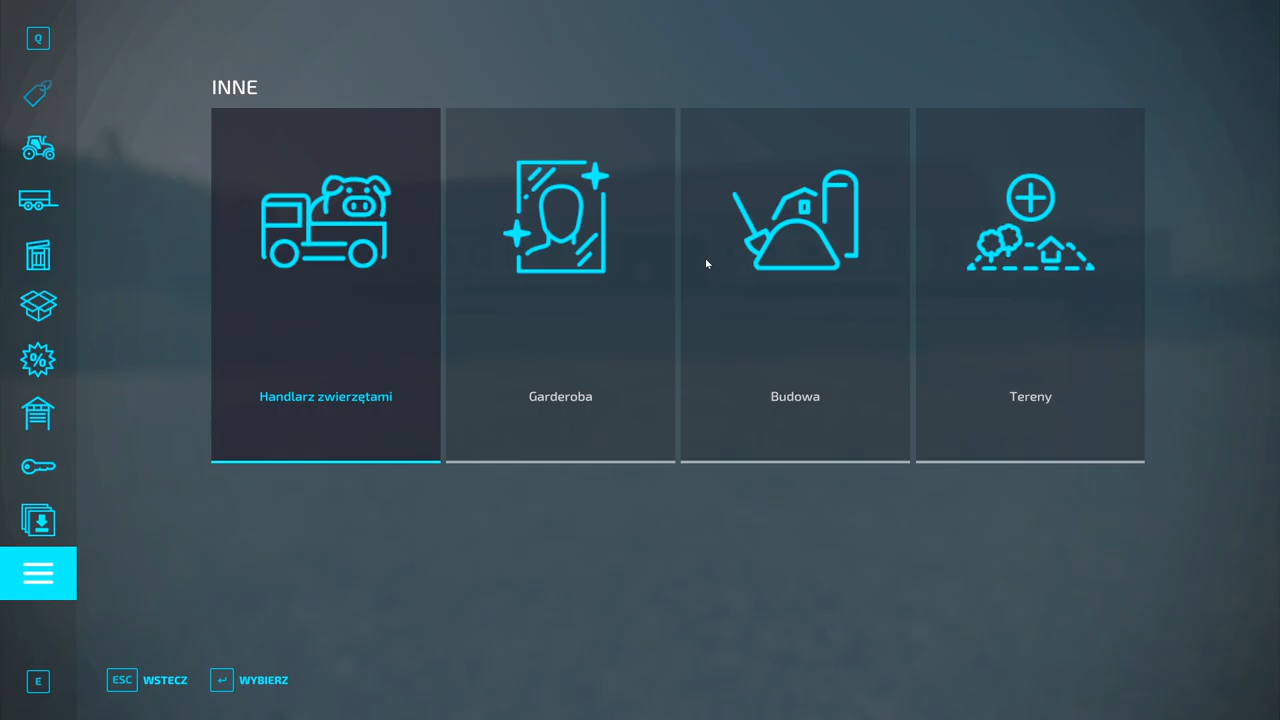 Q
INNE
Handlarz zwierzętami
Garderoba
Budowa
Tereny
%
E
ESC WSTECZ
↩ WYBIERZ